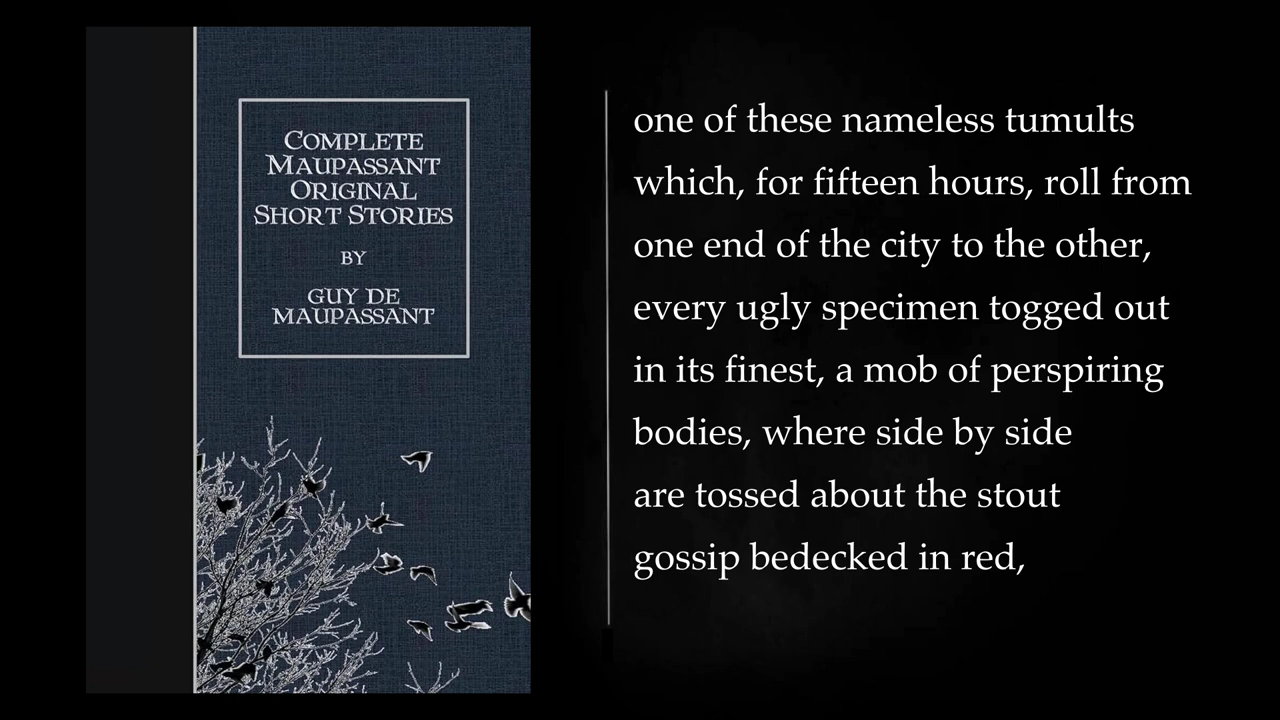 COMPLETE
MAUPASSANT
ORIGINAL
SHORT STORIES
BY
GUY DE
MAUPASSANT
one of these nameless tumults
which, for fifteen hours, roll from
one end of the city to the other,
every ugly specimen togged out
in its finest, a mob of perspiring
bodies, where side by side
are tossed about the stout
gossip bedecked in red,